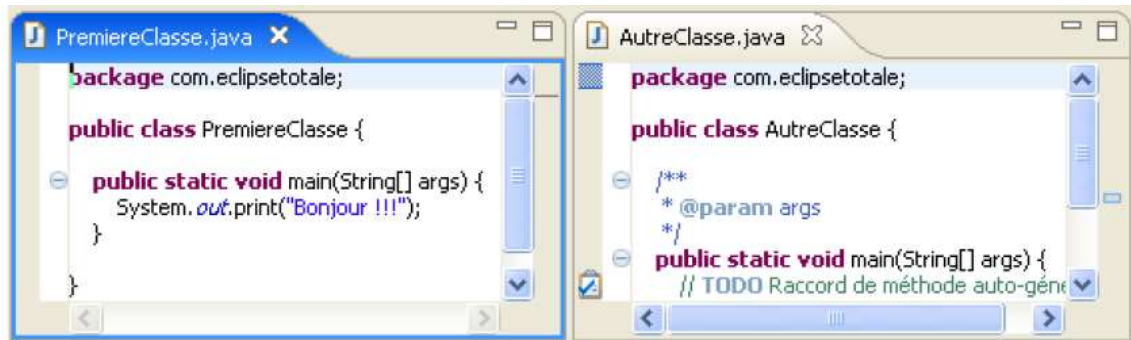 PremiereClasse.java
package com.eclipsetotale;
public class PremiereClasse {
public static void main(String[] args) {
System.out.print("Bonjour !!!");
}
}
AutreClasse.java
package com.eclipsetotale;
public class AutreClasse {
/**
* @param args
*/
public static void main(String[] args) {
// TODO Raccord de méthode auto-géné